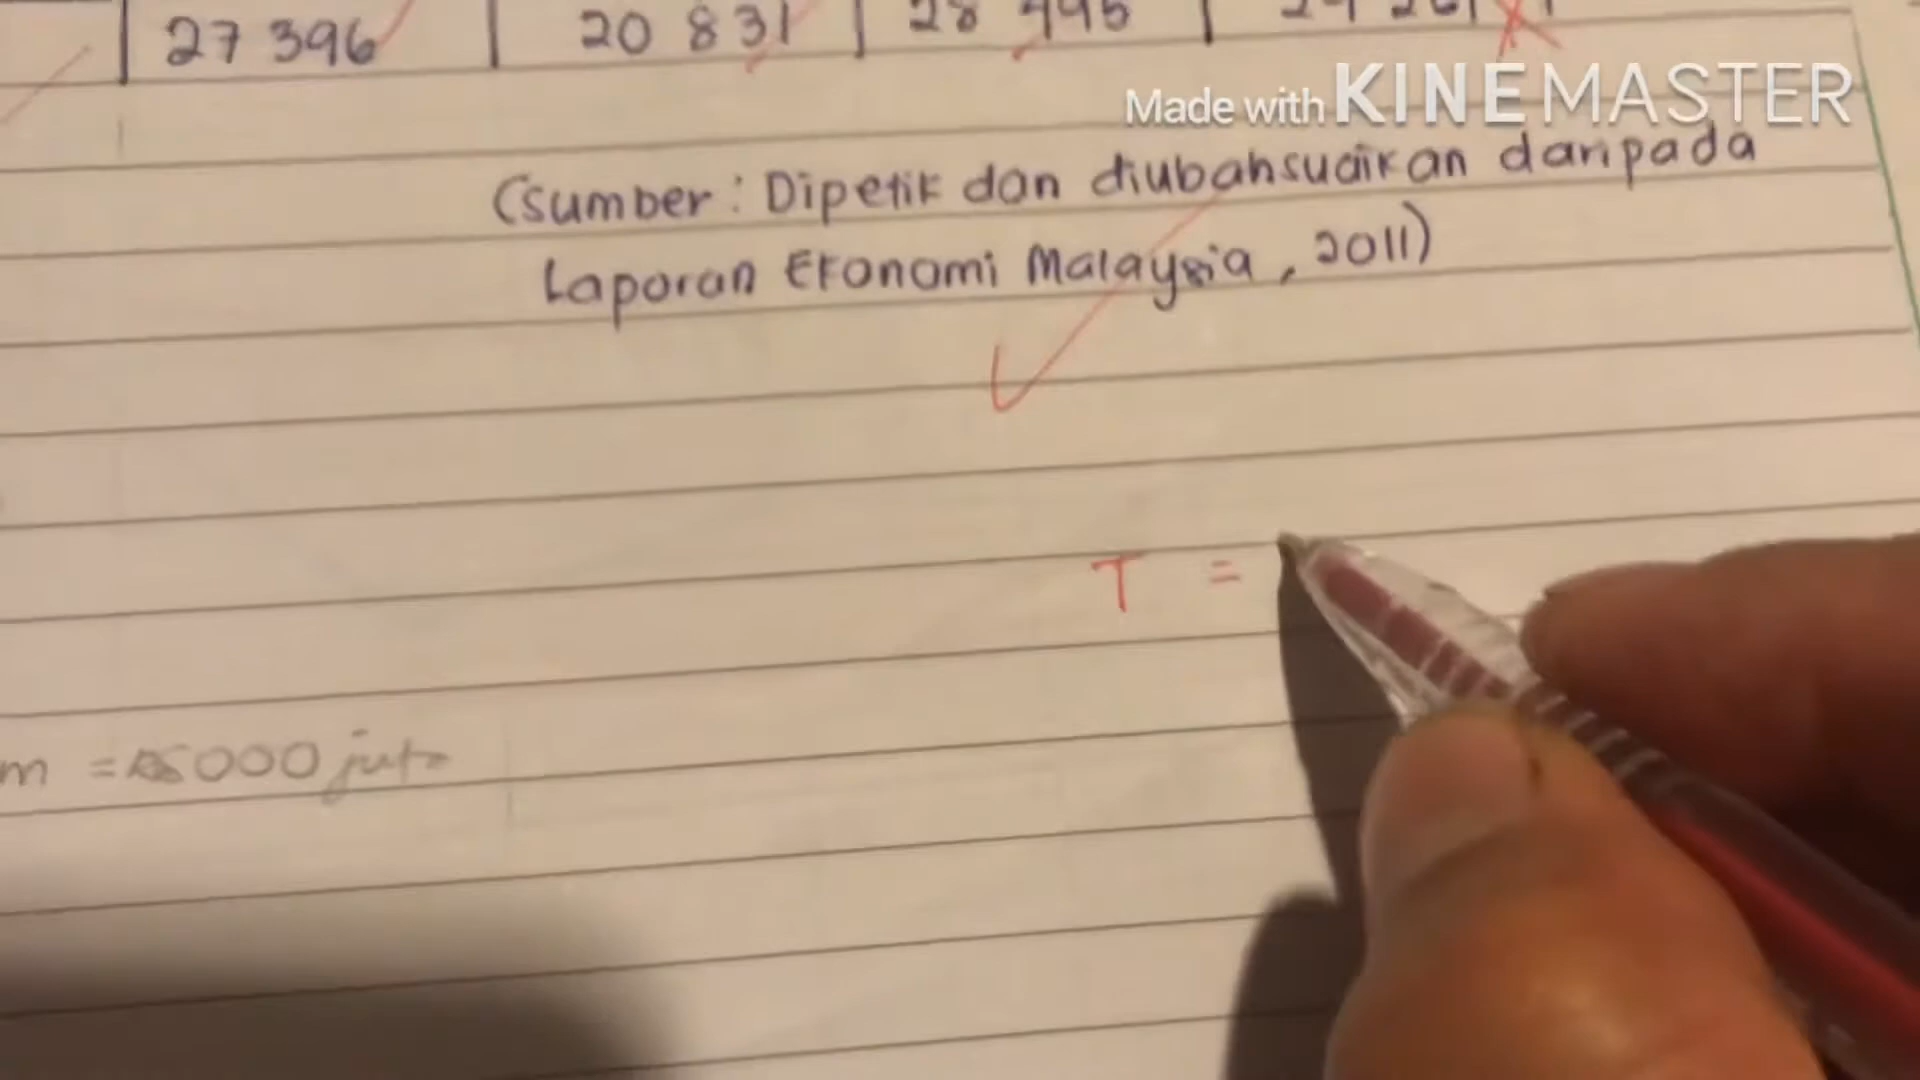 27 396 20 831 28 495
Made with KINEMASTER
(Sumber : Dipetik dan diubahsuaikan daripada
Laporan Ekonomi Malaysia , 2011)
T =
m = 000 juta